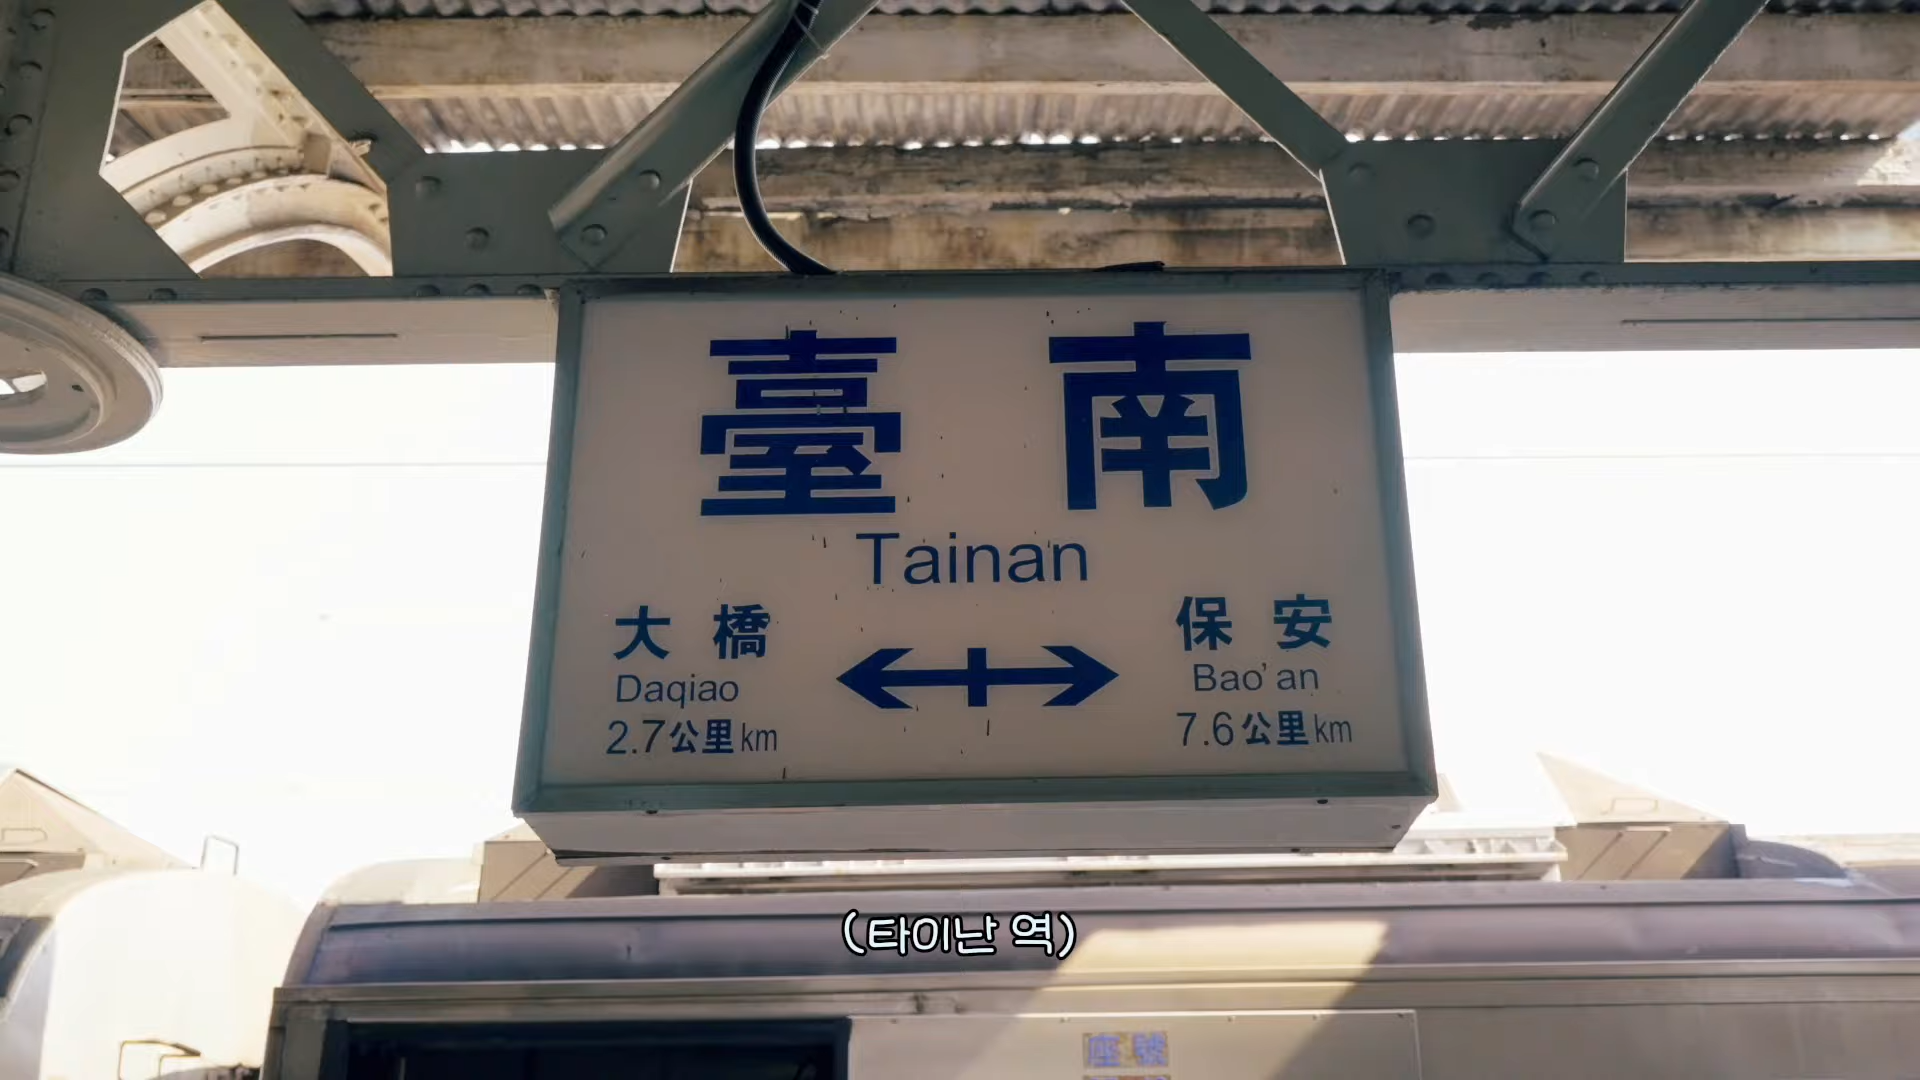 臺南
Tainan
大橋
Daqiao
2.7公里km
保安
Bao'an
7.6公里km
(타이난 역)
座號